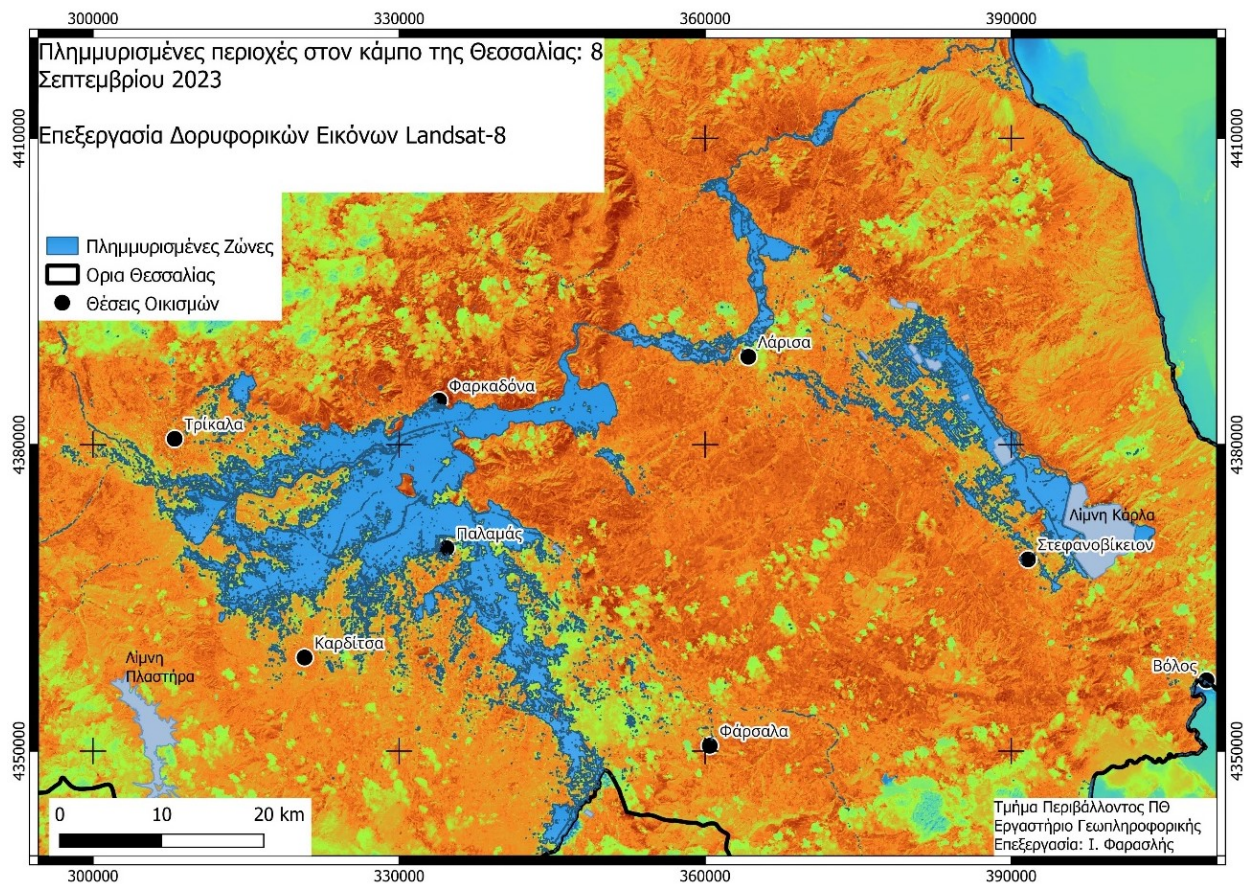 300000 330000 360000 390000
Πλημμυρισμένες περιοχές στον κάμπο της Θεσσαλίας: 8
Σεπτεμβρίου 2023
Επεξεργασία Δορυφορικών Εικόνων Landsat-8
4410000 4410000
Πλημμυρισμένες Ζώνες
Ορια Θεσσαλίας
Θέσεις Οικισμών
Λάρισα
Φαρκαδόνα
Τρίκαλα
4380000 4380000
Λίμνη Κάρλα
Παλαμάς
Στεφανοβίκειον
Καρδίτσα
Λίμνη
Πλαστήρα
Βόλος
Φάρσαλα
4350000 4350000
0 10 20 km
Τμήμα Περιβάλλοντος ΠΘ
Εργαστήριο Γεωπληροφορικής
Επεξεργασία: Ι. Φαρασλής
300000 330000 360000 390000